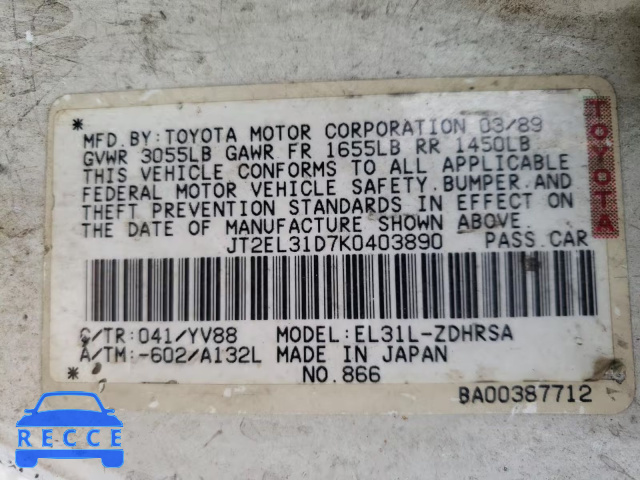 * MFD.BY:TOYOTA MOTOR CORPORATION 03/89
GVWR 3055LB GAWR FR 1655LB RR 1450LB
THIS VEHICLE CONFORMS TO ALL APPLICABLE
FEDERAL MOTOR VEHICLE SAFETY,BUMPER,AND
THEFT PREVENTION STANDARDS IN EFFECT ON
THE DATE OF MANUFACTURE SHOWN ABOVE.
JT2EL31D7K0403890 PASS.CAR
TOYOTA
C/TR:041/YV88 MODEL:EL31L-ZDHRSA
A/TM:-602/A132L MADE IN JAPAN
* NO.866 BA00387712
RECCE